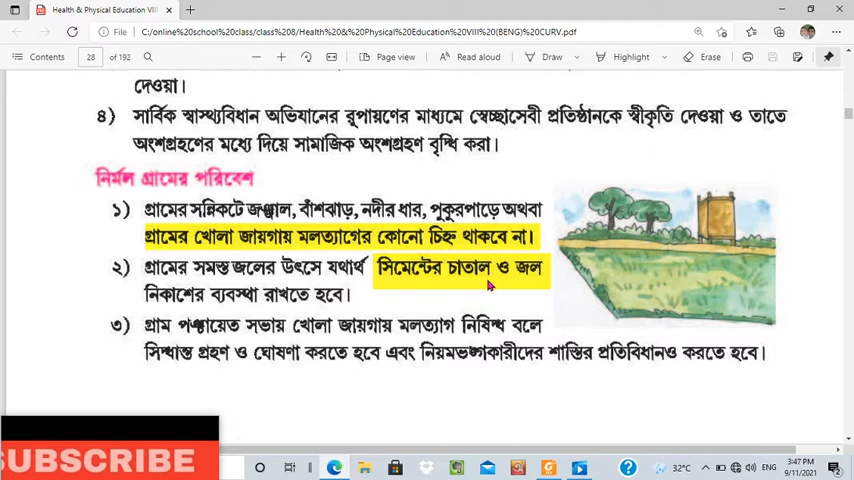 Health & Physical Education VIII
File
C:/online%20school%20class/class%208/Health%20&%20Physical%20Education%20VIII%20(BENG)%20CURV.pdf
Contents
28
of 192
Page view
Read aloud
Draw
Highlight
Erase
দেওয়া।
৪) সার্বিক স্বাস্থ্যবিধান অভিযানের রূপায়ণের মাধ্যমে স্বেচ্ছাসেবী প্রতিষ্ঠানকে স্বীকৃতি দেওয়া ও তাতে
অংশগ্রহণের মধ্যে দিয়ে সামাজিক অংশগ্রহণ বৃদ্ধি করা।
নির্মল গ্রামের পরিবেশ
১) গ্রামের সন্নিকটে জঞ্জাল, বাঁশঝাড়, নদীর ধার, পুকুরপাড়ে অথবা
গ্রামের খোলা জায়গায় মলত্যাগের কোনো চিহ্ন থাকবে না।
২) গ্রামের সমস্ত জলের উৎসে যথার্থ সিমেন্টের চাতাল ও জল
নিকাশের ব্যবস্থা রাখতে হবে।
৩) গ্রাম পঞ্চায়েত সভায় খোলা জায়গায় মলত্যাগ নিষিদ্ধ বলে
সিদ্ধান্ত গ্রহণ ও ঘোষণা করতে হবে এবং নিয়মভঙ্গকারীদের শাস্তির প্রতিবিধানও করতে হবে।
SUBSCRIBE
32°C
ENG
3:47 PM
9/11/2021
2